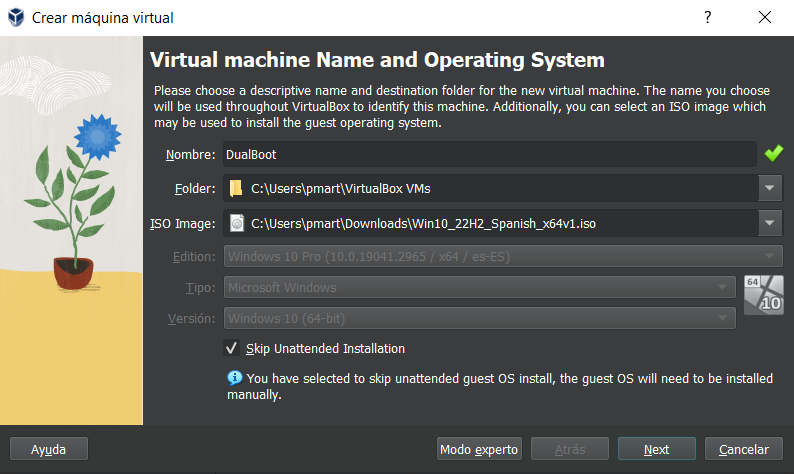 Crear máquina virtual
?
Virtual machine Name and Operating System
Please choose a descriptive name and destination folder for the new virtual machine. The name you choose
will be used throughout VirtualBox to identify this machine. Additionally, you can select an ISO image which
may be used to install the guest operating system.
Nombre: DualBoot
Folder: C:\Users\pmart\VirtualBox VMs
ISO Image: C:\Users\pmart\Downloads\Win10_22H2_Spanish_x64v1.iso
Edition: Windows 10 Pro (10.0.19041.2965 / x64 / es-ES)
Tipo: Microsoft Windows
64
10
Versión: Windows 10 (64-bit)
Skip Unattended Installation
You have selected to skip unattended guest OS install, the guest OS will need to be installed
manually.
Ayuda Modo experto Atrás Next Cancelar